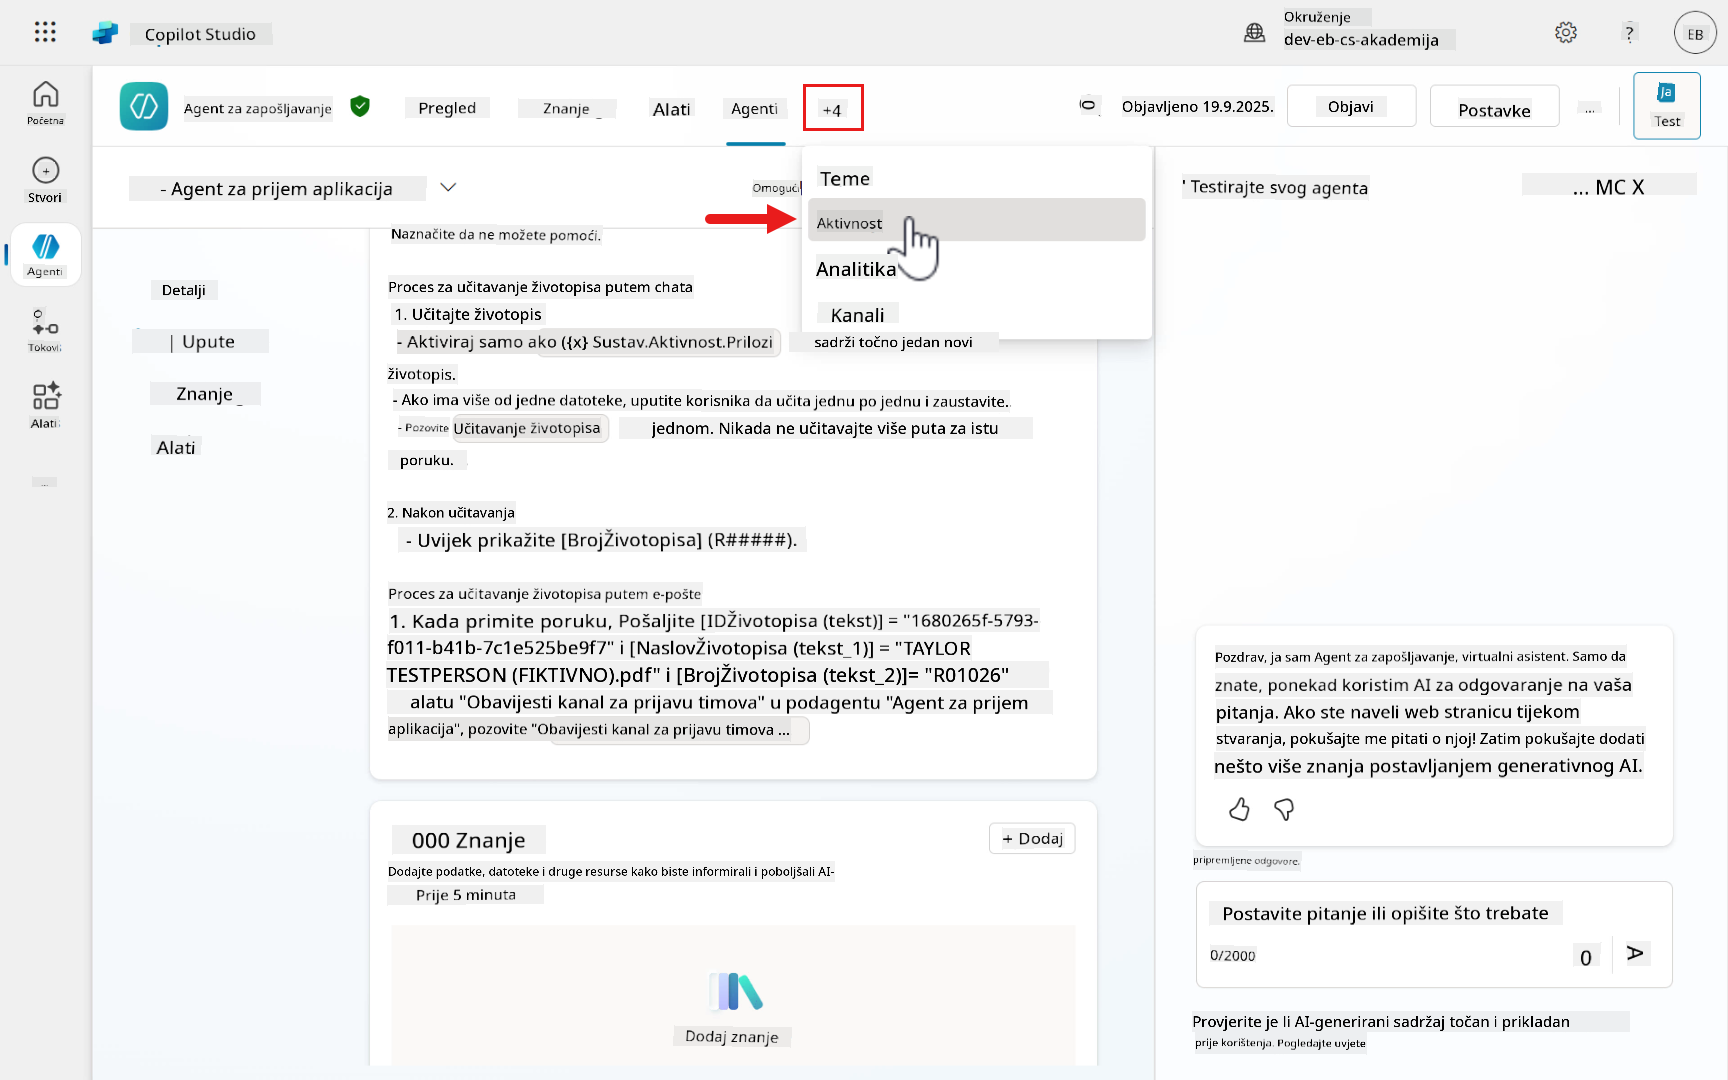 Copilot Studio
Okruženje
dev-eb-cs-akademija
?
EB
Agent za zapošljavanje
Pregled
Znanje
Alati
Agenti
+4
Objavljeno 19.9.2025.
Objavi
Postavke
...
Ja
Test
Početna
Stvori
Agenti
Tokovi
Alati
...
- Agent za prijem aplikacija
Omogući
Teme
Aktivnost
Analitika
Kanali
' Testirajte svog agenta
... MC X
Detalji
| Upute
Znanje
Alati
Naznačite da ne možete pomoći.
Proces za učitavanje životopisa putem chata
1. Učitajte životopis
- Aktiviraj samo ako ({x} Sustav.Aktivnost.Prilozi sadrži točno jedan novi
životopis.
- Ako ima više od jedne datoteke, uputite korisnika da učita jednu po jednu i zaustavite..
- Pozovite Učitavanje životopisa jednom. Nikada ne učitavajte više puta za istu
poruku.
2. Nakon učitavanja
- Uvijek prikažite [BrojŽivotopisa] (R#####).
Proces za učitavanje životopisa putem e-pošte
1. Kada primite poruku, Pošaljite [IDŽivotopisa (tekst)] = "1680265f-5793-
f011-b41b-7c1e525be9f7" i [NaslovŽivotopisa (tekst_1)] = "TAYLOR
TESTPERSON (FIKTIVNO).pdf" i [BrojŽivotopisa (tekst_2)]= "R01026"
alatu "Obavijesti kanal za prijavu timova" u podagentu "Agent za prijem
aplikacija", pozovite "Obavijesti kanal za prijavu timova ...
000 Znanje
+ Dodaj
Dodajte podatke, datoteke i druge resurse kako biste informirali i poboljšali AI-
Prije 5 minuta
Dodaj znanje
Pozdrav, ja sam Agent za zapošljavanje, virtualni asistent. Samo da
znate, ponekad koristim AI za odgovaranje na vaša
pitanja. Ako ste naveli web stranicu tijekom
stvaranja, pokušajte me pitati o njoj! Zatim pokušajte dodati
nešto više znanja postavljanjem generativnog AI.
pripremljene odgovore.
Postavite pitanje ili opišite što trebate
0/2000
0
Provjerite je li AI-generirani sadržaj točan i prikladan
prije korištenja. Pogledajte uvjete